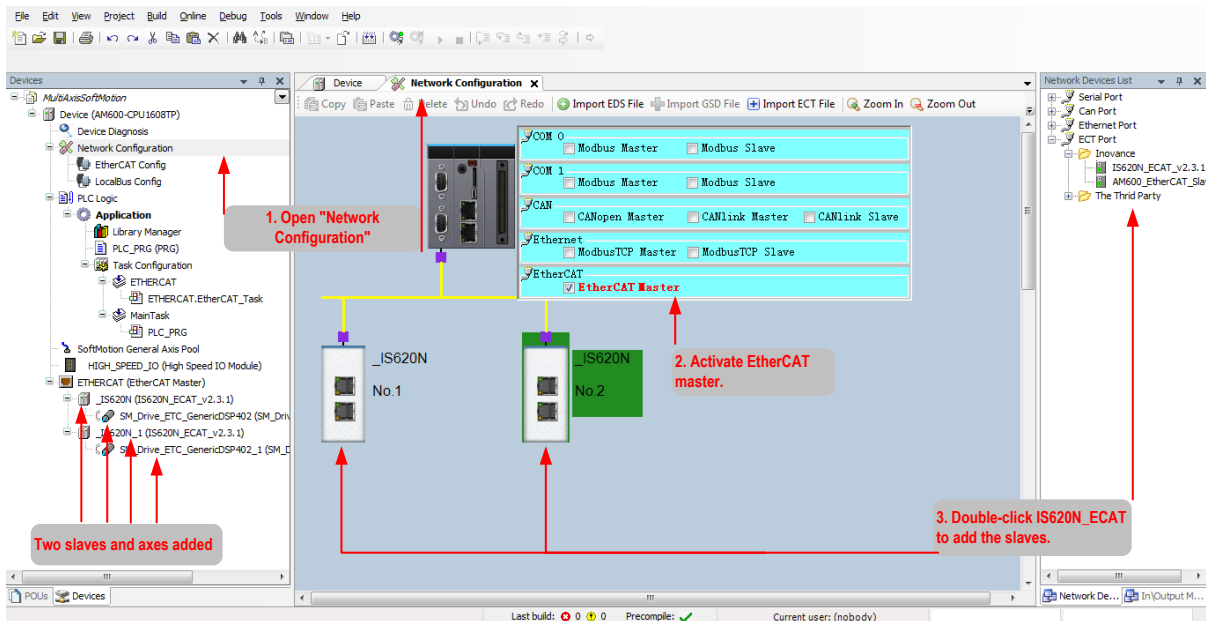 File Edit View Project Build Online Debug Tools Window Help
Devices
MultiAxisSoftMotion
Device (AM600-CPU1608TP)
Device Diagnosis
Network Configuration
EtherCAT Config
LocalBus Config
PLC Logic
Application
Library Manager
PLC_PRG (PRG)
Task Configuration
ETHERCAT
ETHERCAT.EtherCAT_Task
MainTask
PLC_PRG
SoftMotion General Axis Pool
HIGH_SPEED_IO (High Speed IO Module)
ETHERCAT (EtherCAT Master)
_IS620N (IS620N_ECAT_v2.3.1)
SM_Drive_ETC_GenericDSP402 (SM_Driv
_IS620N_1 (IS620N_ECAT_v2.3.1)
SM_Drive_ETC_GenericDSP402_1 (SM_D
Two slaves and axes added
POUs Devices
Device Network Configuration
Copy Paste Delete Undo Redo Import EDS File Import GSD File Import ECT File Zoom In Zoom Out
1. Open "Network
Configuration"
COM 0
Modbus Master Modbus Slave
COM 1
Modbus Master Modbus Slave
CAN
CANopen Master CANlink Master CANlink Slave
Ethernet
ModbusTCP Master ModbusTCP Slave
EtherCAT
EtherCAT Master
2. Activate EtherCAT
master.
_IS620N
No.1
_IS620N
No.2
3. Double-click IS620N_ECAT
to add the slaves.
Network Devices List
Serial Port
Can Port
Ethernet Port
ECT Port
Inovance
IS620N_ECAT_v2.3.1
AM600_EtherCAT_Sla
The Thrid Party
Network De... In\Output M...
Last build: 0 0 Precompile: Current user: (nobody)